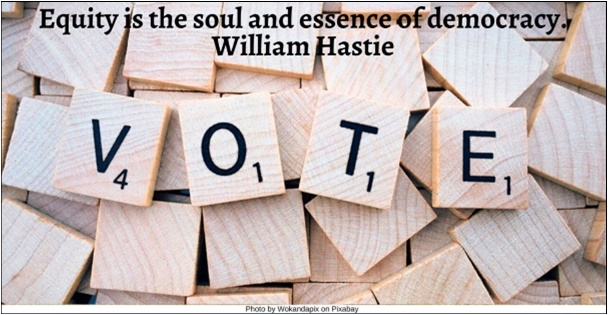 Equity is the soul and essence of democracy.
William Hastie
V4 O1 T1 E1
Photo by Wokandapix on Pixabay